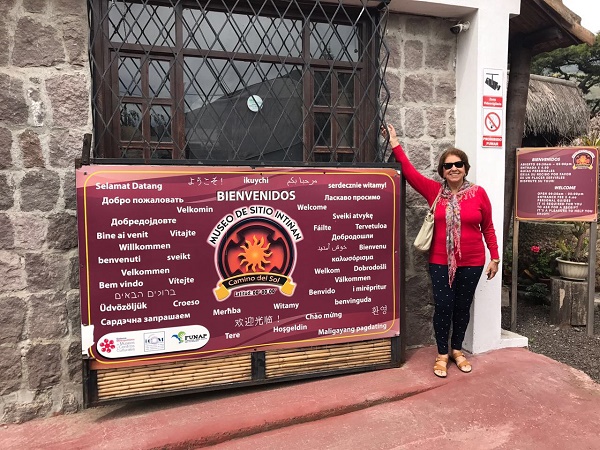 Selamat Datang
ようこそ!
ikuychi
مرحبا بكم
serdecznie witamy!
Добро пожаловать
BIENVENIDOS
Ласкаво просимо
Velkomin
MUSEO DE SITIO INTIÑAN
Welcome
Sveiki atvykę
Добредојдовте
Fáilte
Tervetuloa
Bine ai venit
Vitajte
Добродошли
Willkommen
خوش آمدید
Bienvenu
benvenuti
sveikt
καλωσόρισμα
Velkommen
Camino del Sol
Welkom
Dobrodošli
Bem vindo
Vítejte
Välkommen
ברוכים הבאים
Croeso
Witamy
Benvido
i mirëpritur
Üdvözöljük
benvinguda
Merhba
欢迎光临!
Chào mừng
환영
Сардэчна запрашаем
Hoşgeldin
Maligayang pagdating
Tere
FUNAP
BIENVENIDOS
WELCOME